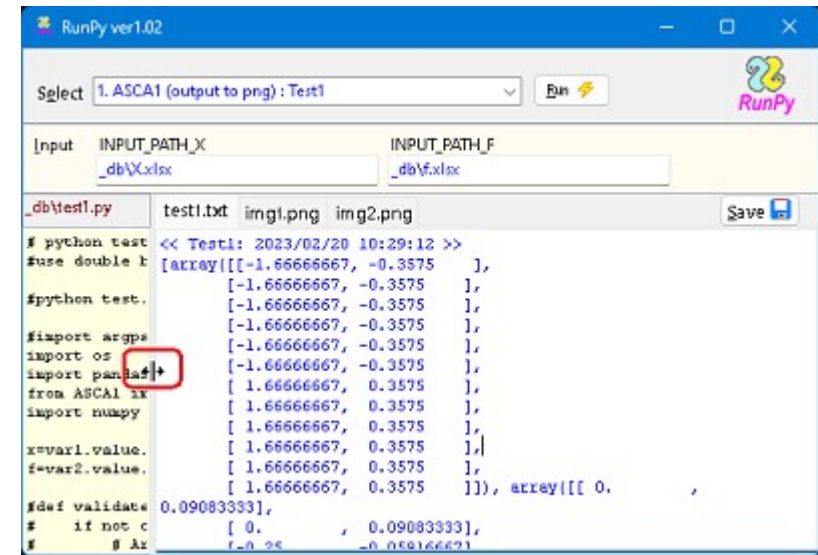 RunPy ver1.02
Select 1. ASCA1 (output to png) : Test1 Run
RunPy
Input INPUT_PATH_X INPUT_PATH_F
_db\X.xlsx _db\f.xlsx
_db\test1.py test1.txt img1.png img2.png Save
# python test
#use double
#python test.
#import argpa
import os
import pandas
from ASCA1
import numpy
x=var1.value.
f=var2.value.
#def validate
# if not c
# # Ar
<< Test1: 2023/02/20 10:29:12 >>
[array([[-1.66666667, -0.3575 ],
[-1.66666667, -0.3575 ],
[-1.66666667, -0.3575 ],
[-1.66666667, -0.3575 ],
[-1.66666667, -0.3575 ],
[-1.66666667, -0.3575 ],
[ 1.66666667, 0.3575 ],
[ 1.66666667, 0.3575 ],
[ 1.66666667, 0.3575 ],
[ 1.66666667, 0.3575 ],
[ 1.66666667, 0.3575 ],
[ 1.66666667, 0.3575 ]]), array([[ 0. ,
0.09083333],
[ 0. , 0.09083333],
[-0.25 -0.05916667]